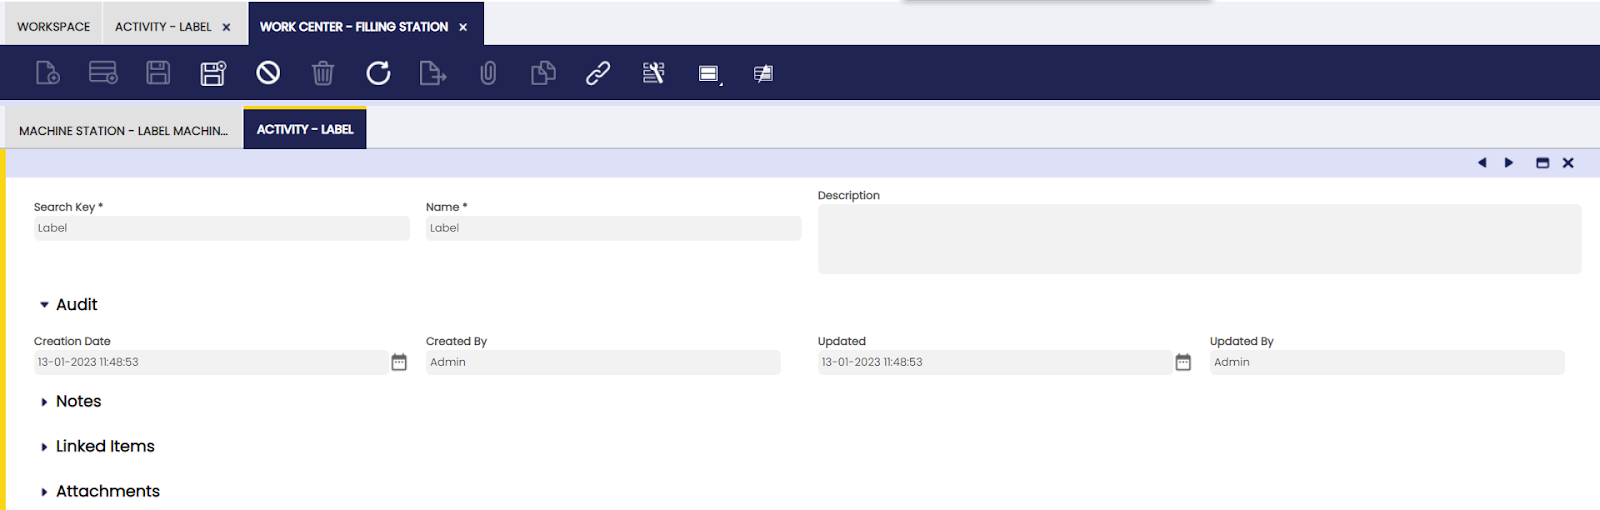 WORKSPACE
ACTIVITY - LABEL
WORK CENTER - FILLING STATION
MACHINE STATION - LABEL MACHIN...
ACTIVITY - LABEL
Search Key *
Name *
Description
Label
Label
Audit
Creation Date
Created By
Updated
Updated By
13-01-2023 11:48:53
Admin
13-01-2023 11:48:53
Admin
Notes
Linked Items
Attachments